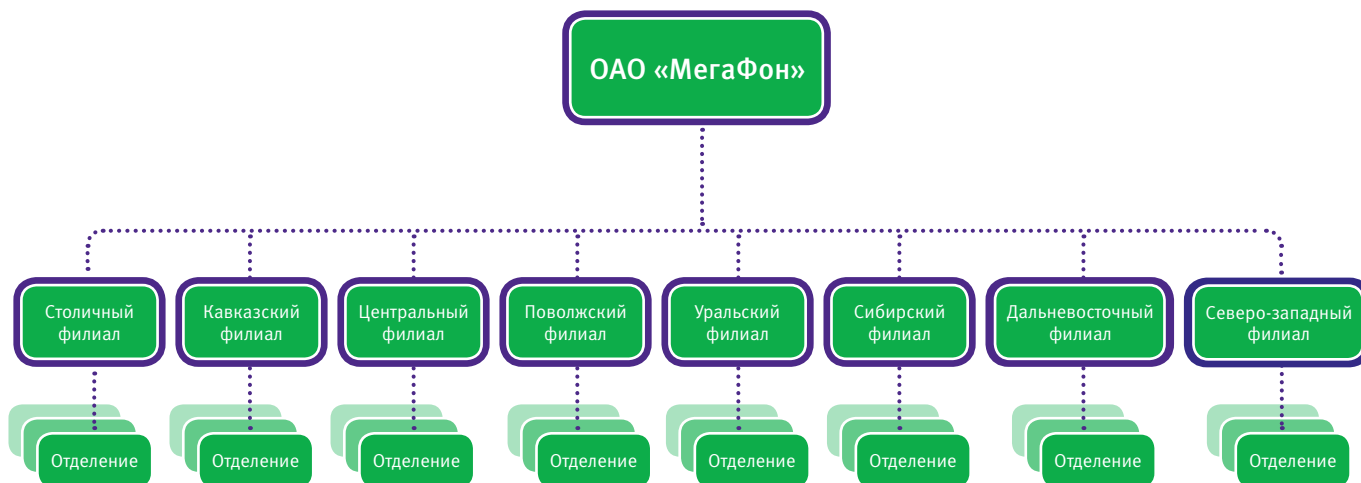 ОАО «МегаФон»
Столичный
филиал
Кавказский
филиал
Центральный
филиал
Поволжский
филиал
Уральский
филиал
Сибирский
филиал
Дальневосточный
филиал
Северо-западный
филиал
Отделение
Отделение
Отделение
Отделение
Отделение
Отделение
Отделение
Отделение